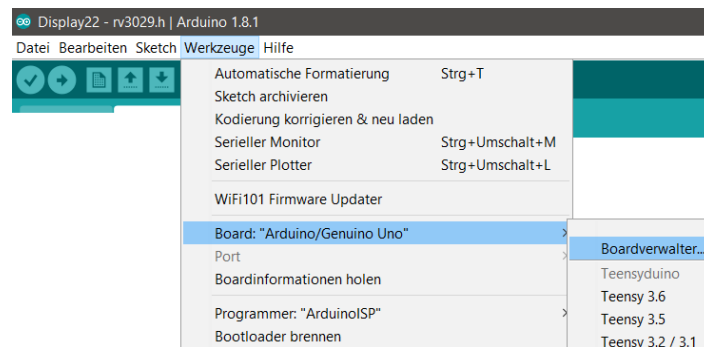 Display22 - rv3029.h | Arduino 1.8.1
Datei Bearbeiten Sketch Werkzeuge Hilfe
Automatische Formatierung Strg+T
Sketch archivieren
Kodierung korrigieren & neu laden
Serieller Monitor Strg+Umschalt+M
Serieller Plotter Strg+Umschalt+L
WiFi101 Firmware Updater
Board: "Arduino/Genuino Uno"
Port
Boardinformationen holen
Programmer: "ArduinoISP"
Bootloader brennen
Boardverwalter...
Teensyduino
Teensy 3.6
Teensy 3.5
Teensy 3.2 / 3.1